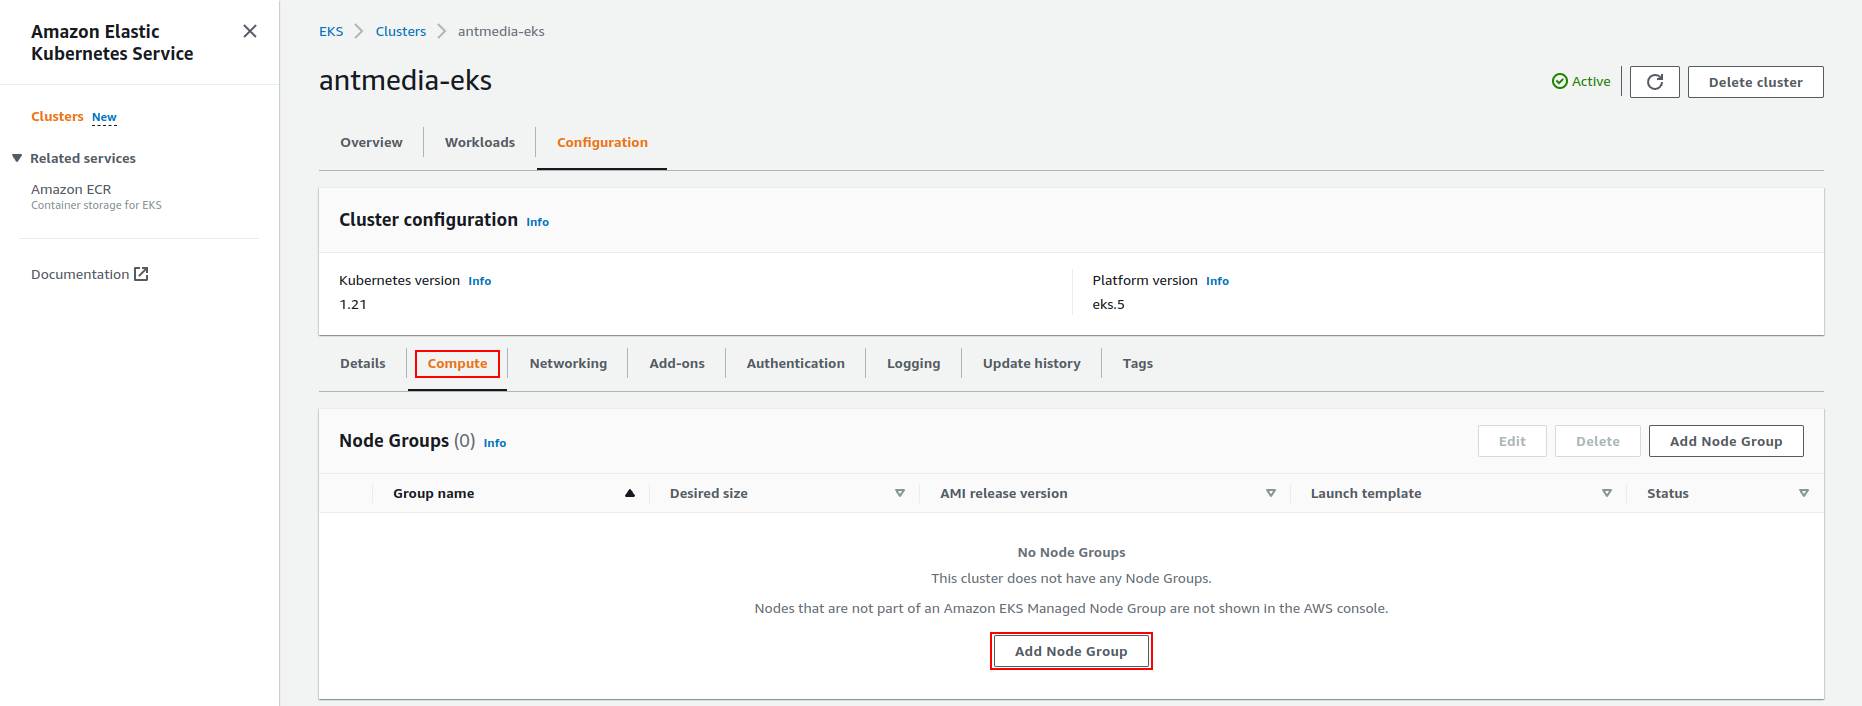 Amazon Elastic
Kubernetes Service
Clusters New
Related services
Amazon ECR
Container storage for EKS
Documentation
EKS Clusters antmedia-eks
antmedia-eks
Active Delete cluster
Overview Workloads Configuration
Cluster configuration Info
Kubernetes version Info Platform version Info
1.21 eks.5
Details Compute Networking Add-ons Authentication Logging Update history Tags
Node Groups (0) Info Edit Delete Add Node Group
Group name Desired size AMI release version Launch template Status
No Node Groups
This cluster does not have any Node Groups.
Nodes that are not part of an Amazon EKS Managed Node Group are not shown in the AWS console.
Add Node Group